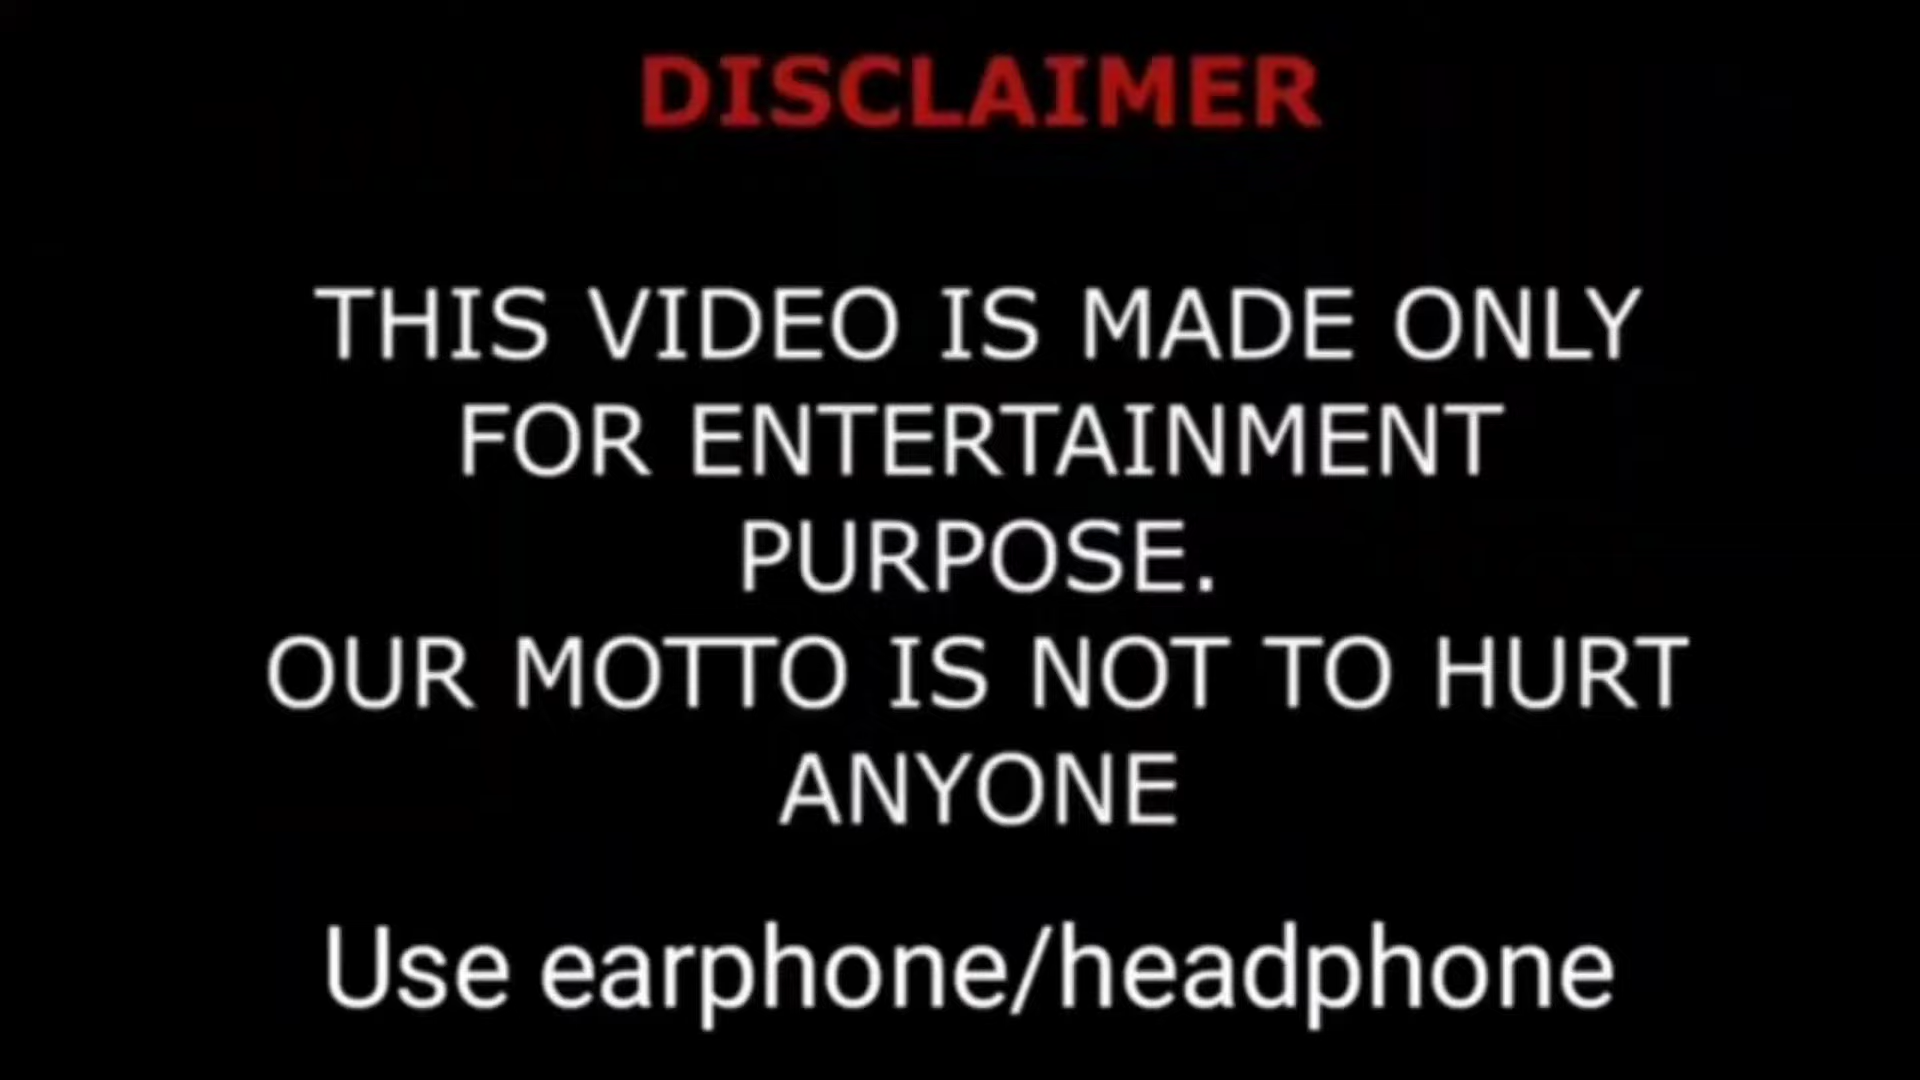 DISCLAIMER
THIS VIDEO IS MADE ONLY
FOR ENTERTAINMENT
PURPOSE.
OUR MOTTO IS NOT TO HURT
ANYONE
Use earphone/headphone